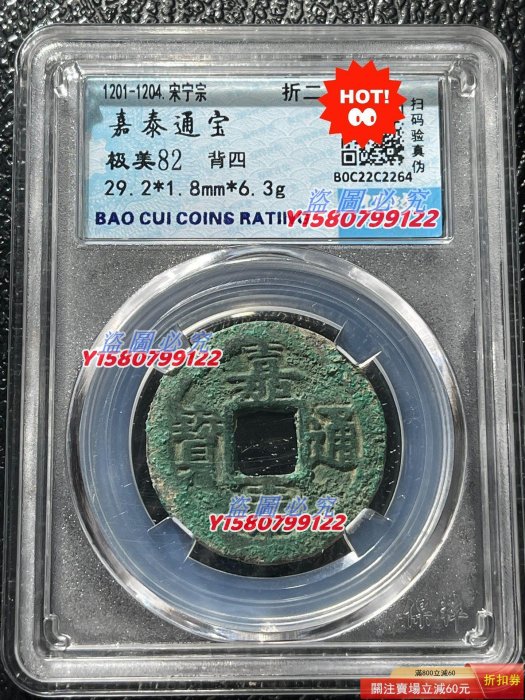 1201-1204.宋宁宗 折二
嘉泰通宝
极美82 背四
29.2*1.8mm*6.3g
BAO CUI COINS RATIN
HOT!
扫码验真伪
BOC22C2264
盗圖必究
Y1580799122
盗圖必究
Y1580799122
嘉
通
寶
盗圖必究
Y1580799122
滿800立減60
關注賣場立減60元
折扣券